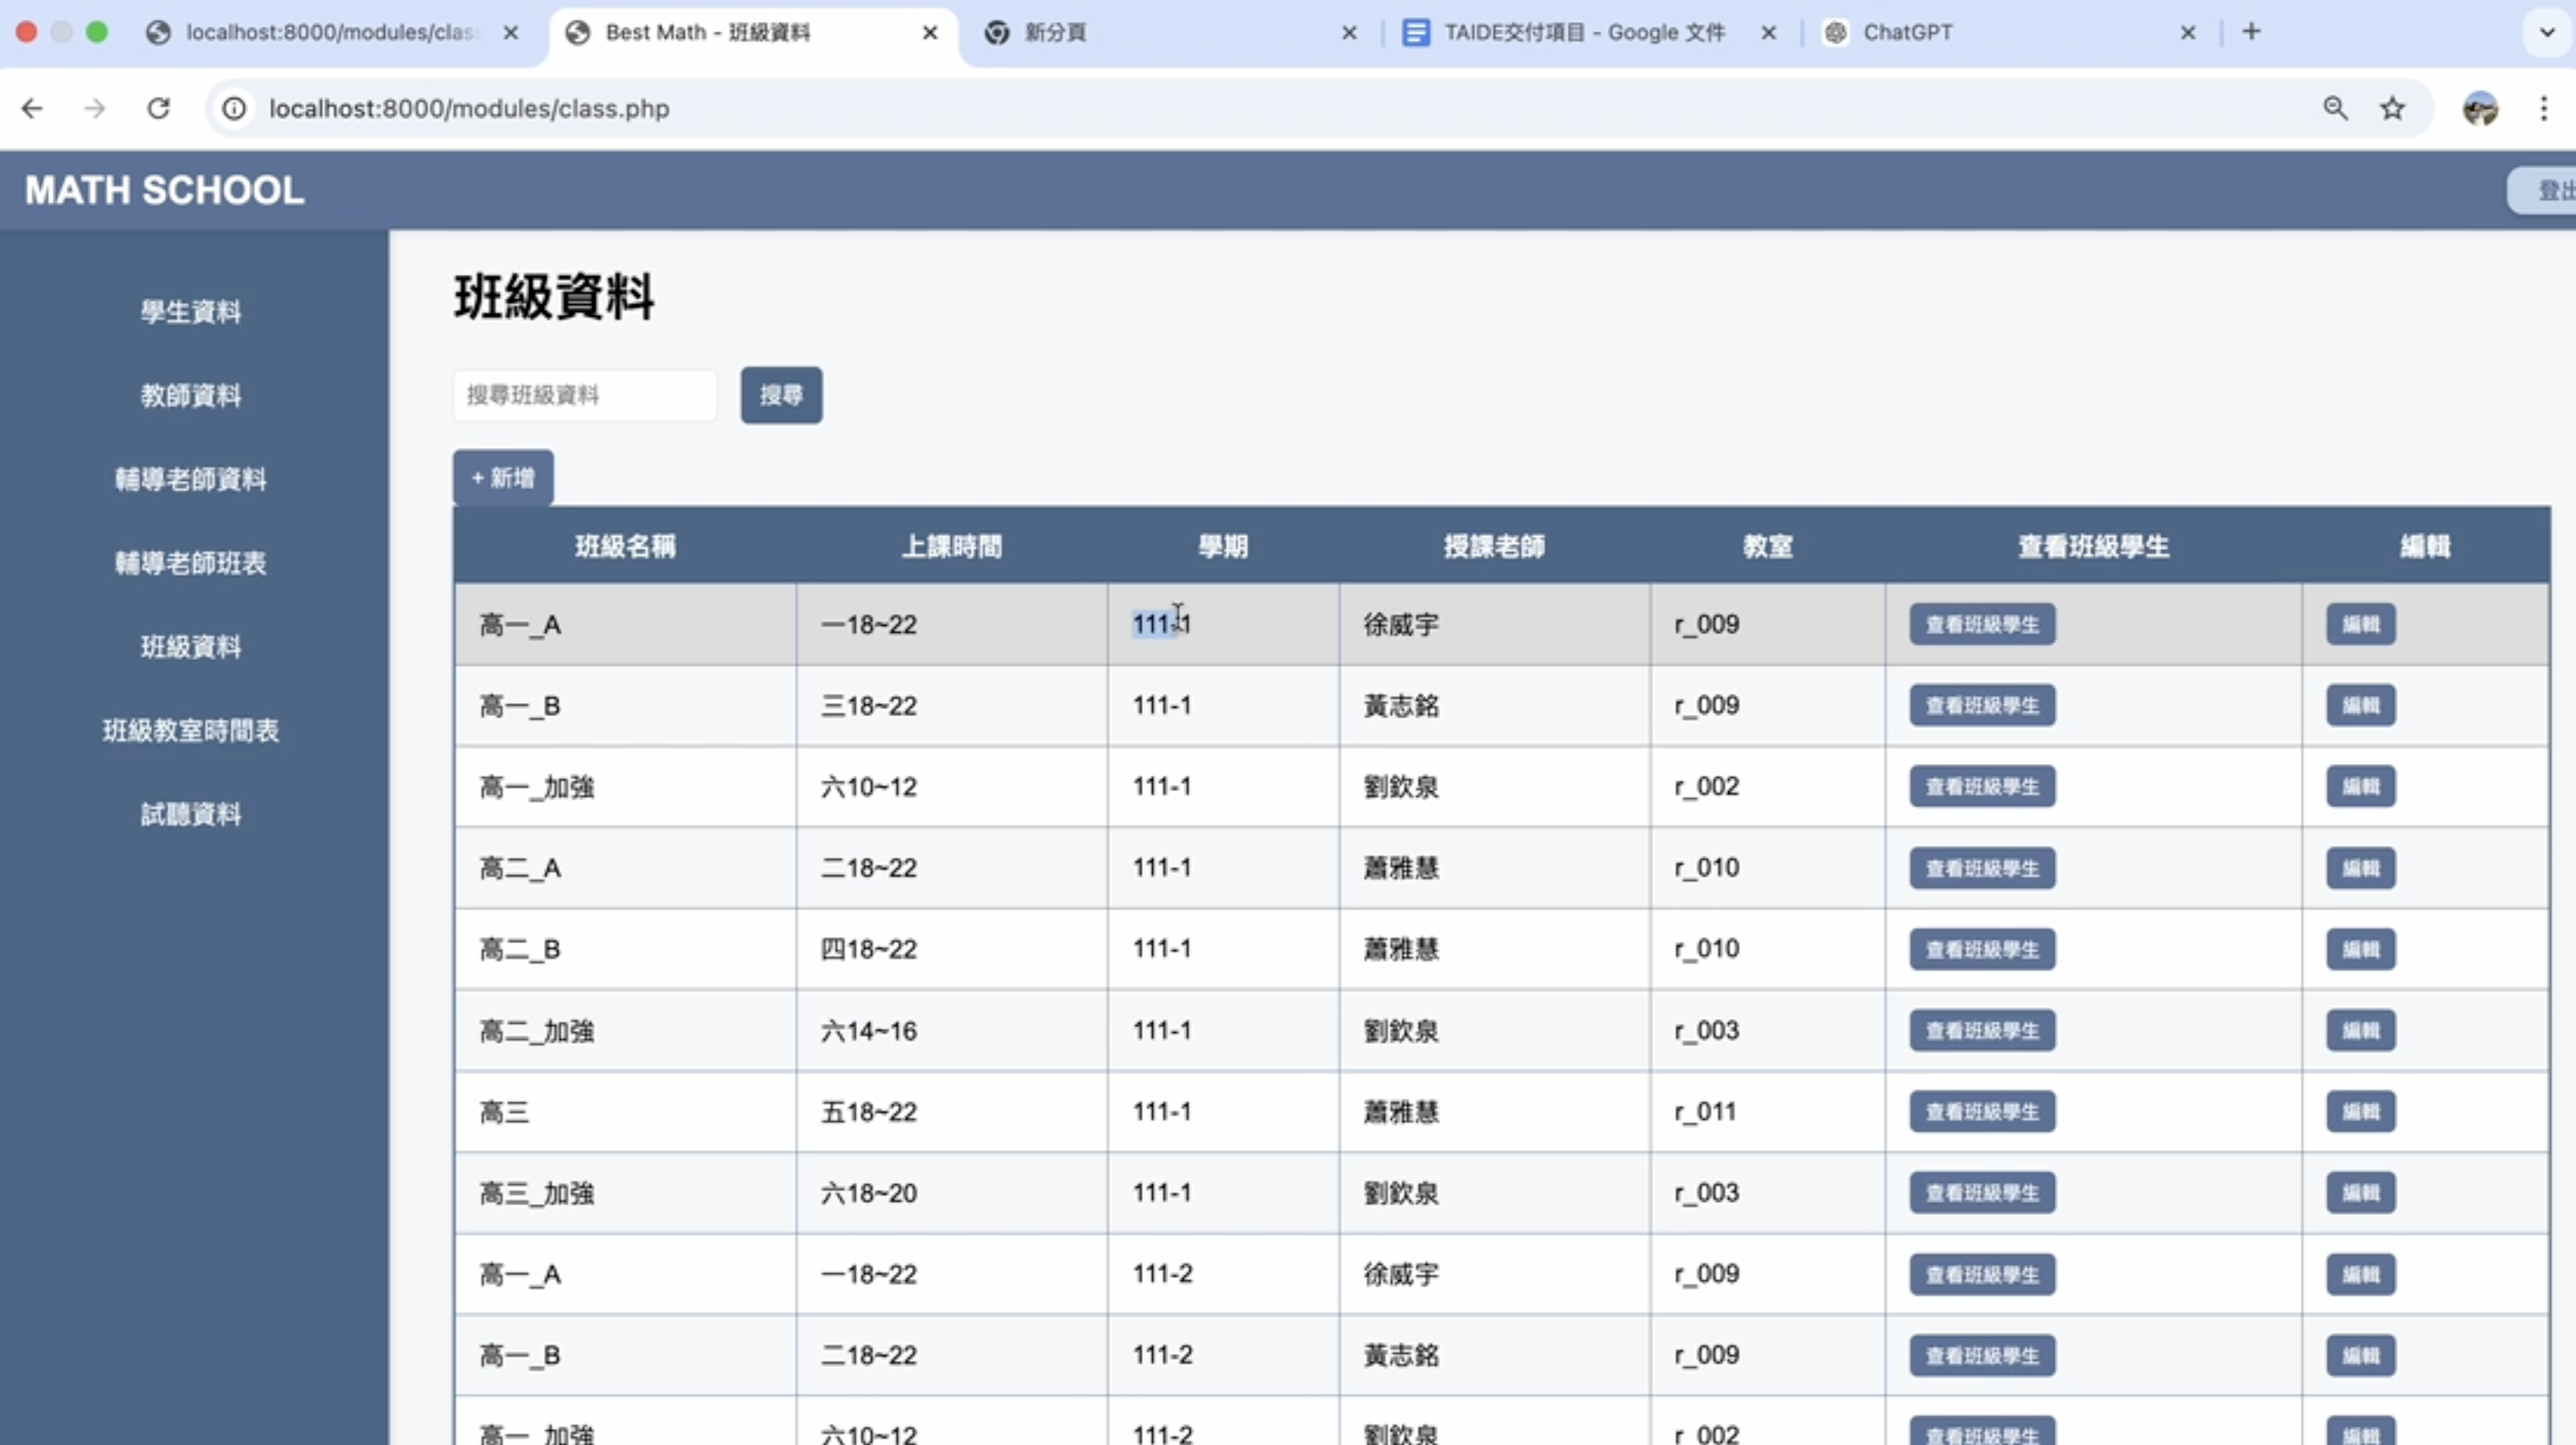 localhost:8000/modules/clas
Best Math - 班級資料
新分頁
TAIDE交付項目 - Google 文件
ChatGPT
localhost:8000/modules/class.php
MATH SCHOOL
登出
學生資料
教師資料
輔導老師資料
輔導老師班表
班級資料
班級教室時間表
試聽資料
班級資料
搜尋班級資料 搜尋
+ 新增
班級名稱 上課時間 學期 授課老師 教室 查看班級學生 編輯
高一_A 一18~22 111-1 徐威宇 r_009 查看班級學生 編輯
高一_B 三18~22 111-1 黃志銘 r_009 查看班級學生 編輯
高一_加強 六10~12 111-1 劉欽泉 r_002 查看班級學生 編輯
高二_A 二18~22 111-1 蕭雅慧 r_010 查看班級學生 編輯
高二_B 四18~22 111-1 蕭雅慧 r_010 查看班級學生 編輯
高二_加強 六14~16 111-1 劉欽泉 r_003 查看班級學生 編輯
高三 五18~22 111-1 蕭雅慧 r_011 查看班級學生 編輯
高三_加強 六18~20 111-1 劉欽泉 r_003 查看班級學生 編輯
高一_A 一18~22 111-2 徐威宇 r_009 查看班級學生 編輯
高一_B 二18~22 111-2 黃志銘 r_009 查看班級學生 編輯
高一_加強 六10~12 111-2 劉欽泉 r_002 查看班級學生 編輯